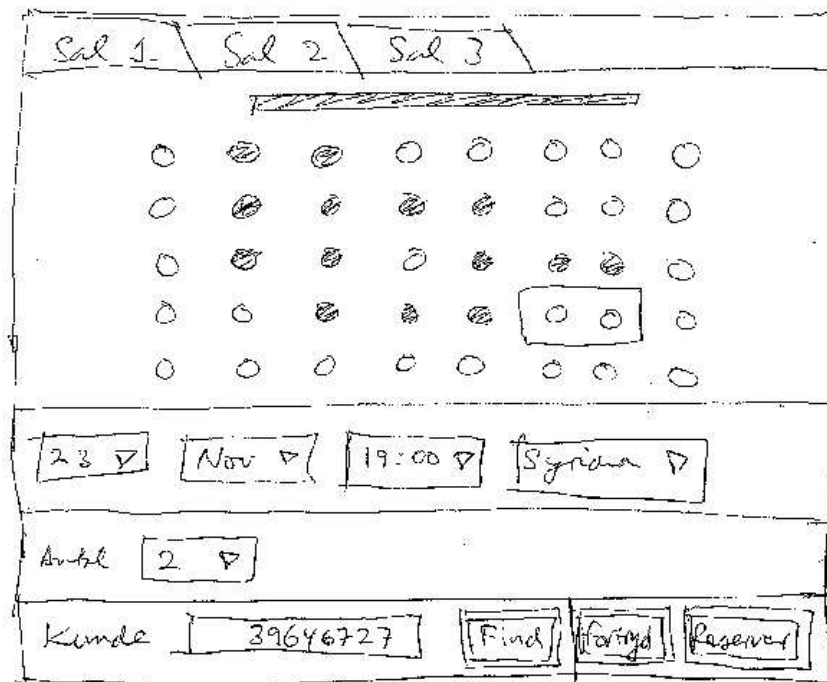 Sal 1 Sal 2 Sal 3
23 Nov 19:00 Syriana
Antal 2
Kunde 39646727 Find Fortryd Reserver